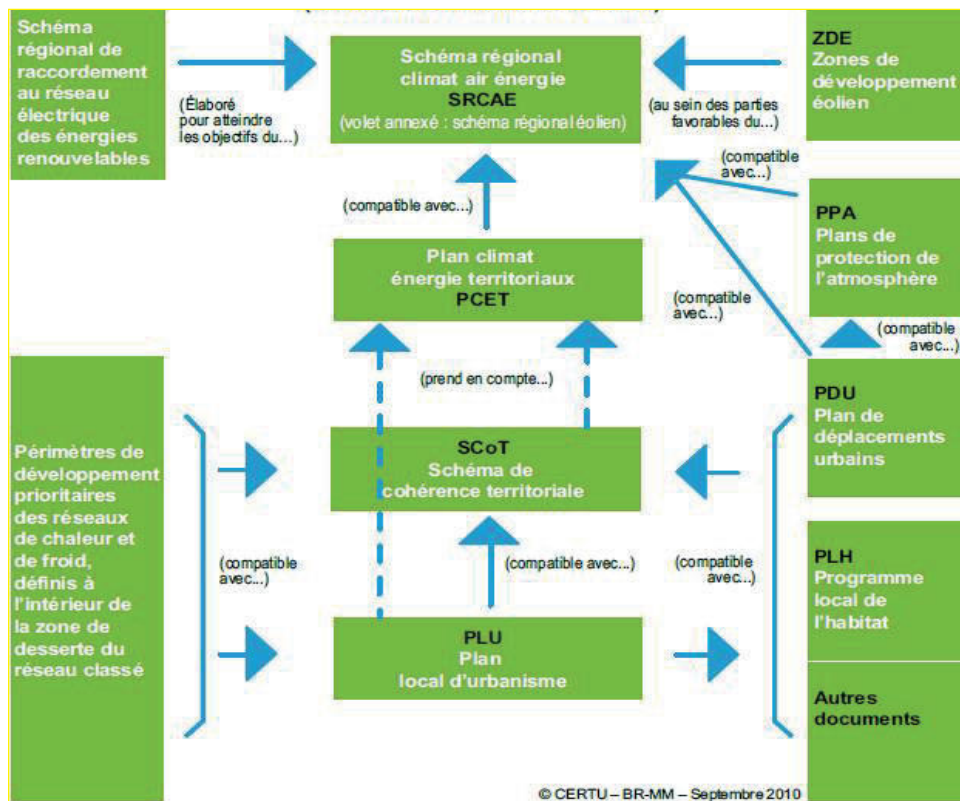 Schéma
régional de
raccordement
au réseau
électrique
des énergies
renouvelables
(Élaboré
pour atteindre
les objectifs du...)
Schéma régional
climat air énergie
SRCAE
(volet annexé : schéma régional éolien)
(au sein des parties
favorables du...)
ZDE
Zones de
développement
éolien
(compatible avec...)
(compatible
avec...)
PPA
Plans de
protection de
l'atmosphère
Plan climat
énergie territoriaux
PCET
(compatible
avec...)
(compatible
avec...)
(prend en compte...)
PDU
Plan de
déplacements
urbains
Périmètres de
développement
prioritaires
des réseaux
de chaleur et
de froid,
définis à
l'intérieur de
la zone de
desserte du
réseau classé
SCoT
Schéma de
cohérence territoriale
(compatible
avec...)
(compatible avec...)
(compatible
avec...)
PLH
Programme
local de
l'habitat
PLU
Plan
local d'urbanisme
Autres
documents
© CERTU – BR-MM – Septembre 2010